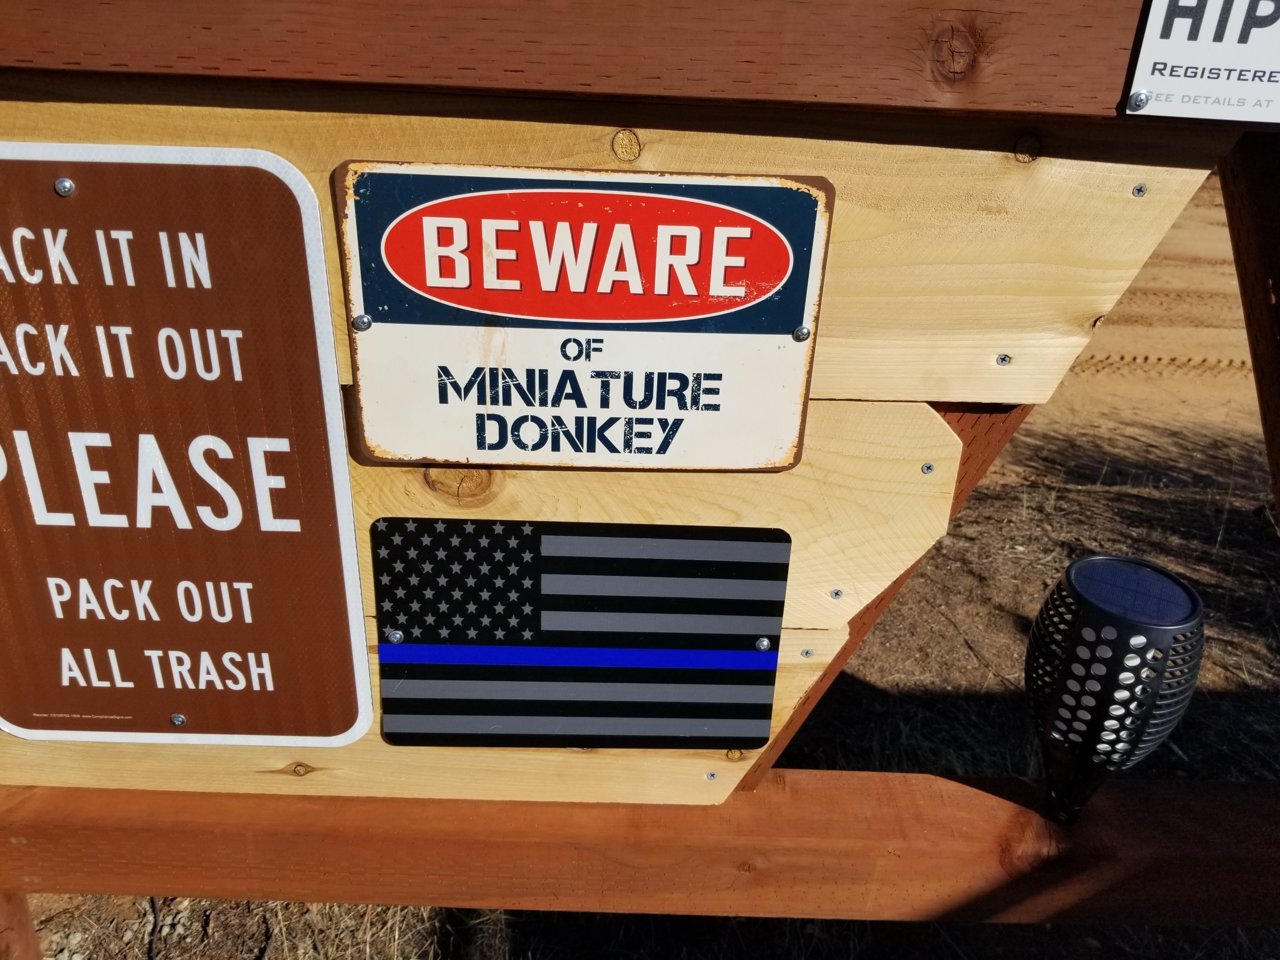 ACK IT IN
ACK IT OUT
PLEASE
PACK OUT
ALL TRASH
BEWARE
OF
MINIATURE
DONKEY
HIP
REGISTERE
SEE DETAILS AT